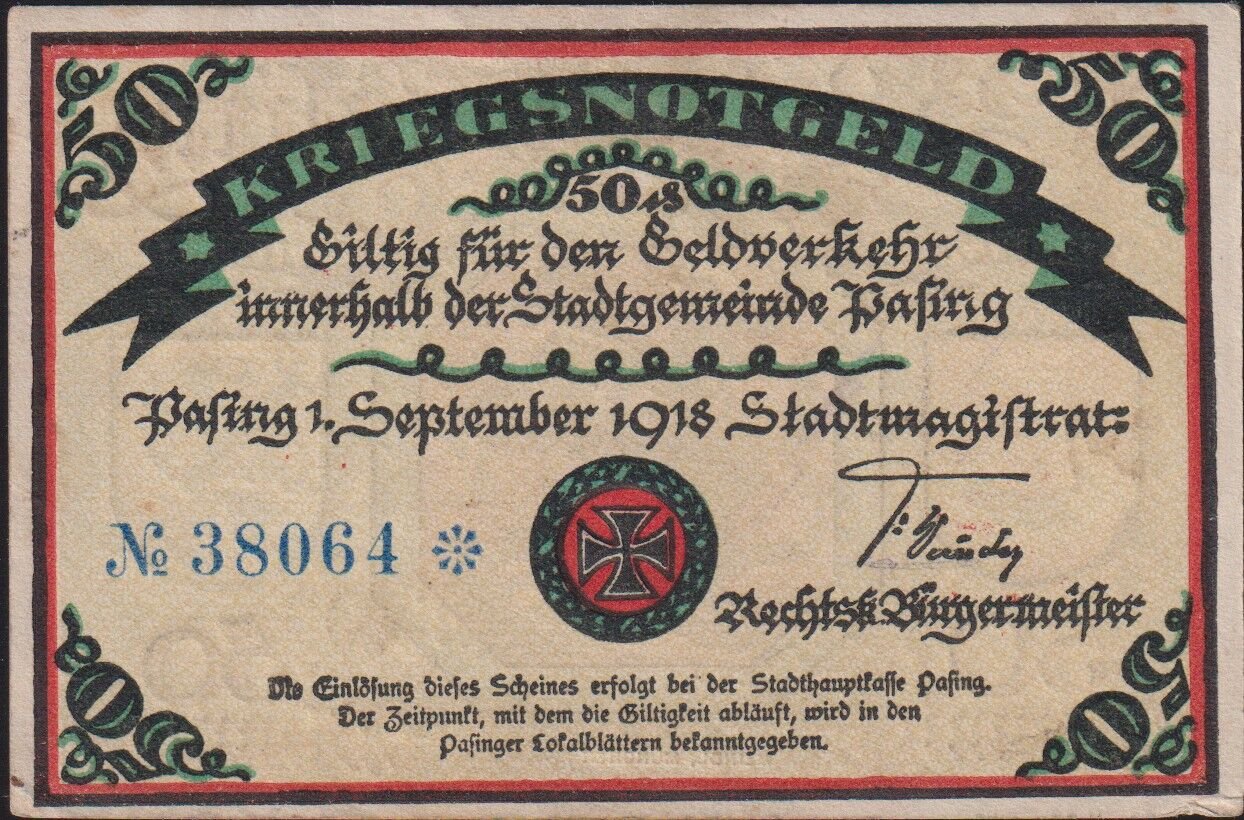 50
50
KRIEGSNOTGELD
50 ₰
Giltig für den Geldverkehr
innerhalb der Stadtgemeinde Pasing
Pasing 1. September 1918 Stadtmagistrat:
№ 38064
Rechtsk. Bürgermeister
Die Einlösung dieses Scheines erfolgt bei der Stadthauptkasse Pasing.
Der Zeitpunkt, mit dem die Giltigkeit abläuft, wird in den
Pasinger Lokalblättern bekanntgegeben.
50
50